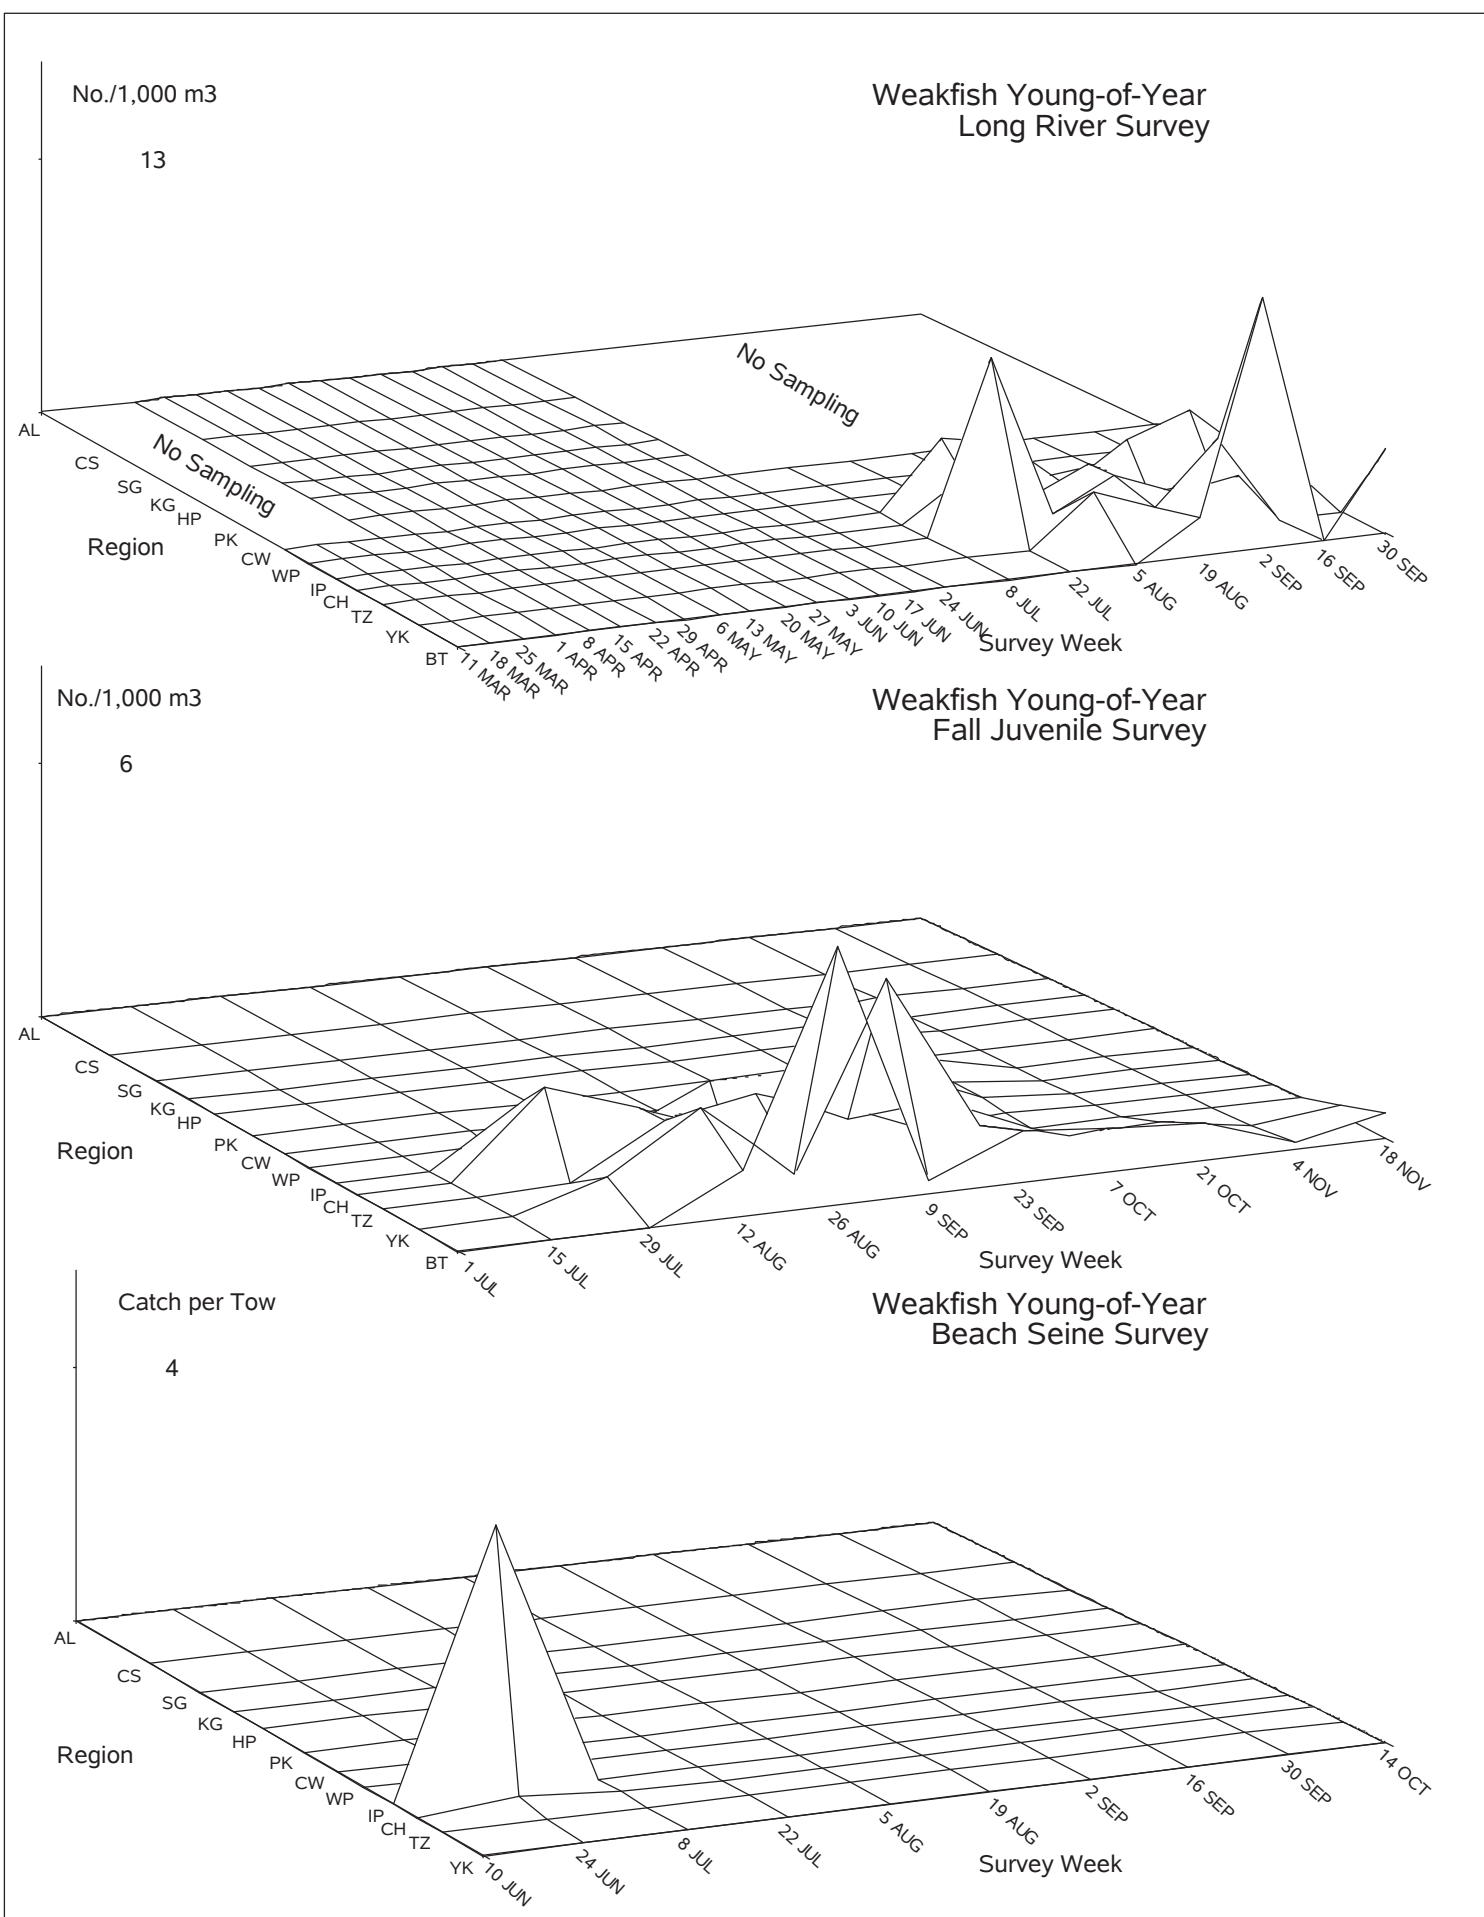 No./1,000 m3
Weakfish Young-of-Year
Long River Survey
13
No Sampling
No Sampling
AL
CS
SG
KG
HP
PK
CW
WP
IP
CH
TZ
YK
BT
Region
11 MAR
18 MAR
25 MAR
1 APR
8 APR
15 APR
22 APR
29 APR
6 MAY
13 MAY
20 MAY
27 MAY
3 JUN
10 JUN
17 JUN
24 JUN
8 JUL
22 JUL
5 AUG
19 AUG
2 SEP
16 SEP
30 SEP
Survey Week
No./1,000 m3
Weakfish Young-of-Year
Fall Juvenile Survey
6
AL
CS
SG
KG
HP
PK
CW
WP
IP
CH
TZ
YK
BT
Region
1 JUL
15 JUL
29 JUL
12 AUG
26 AUG
9 SEP
23 SEP
7 OCT
21 OCT
4 NOV
18 NOV
Survey Week
Catch per Tow
Weakfish Young-of-Year
Beach Seine Survey
4
AL
CS
SG
KG
HP
PK
CW
WP
IP
CH
TZ
YK
Region
10 JUN
24 JUN
8 JUL
22 JUL
5 AUG
19 AUG
2 SEP
16 SEP
30 SEP
14 OCT
Survey Week